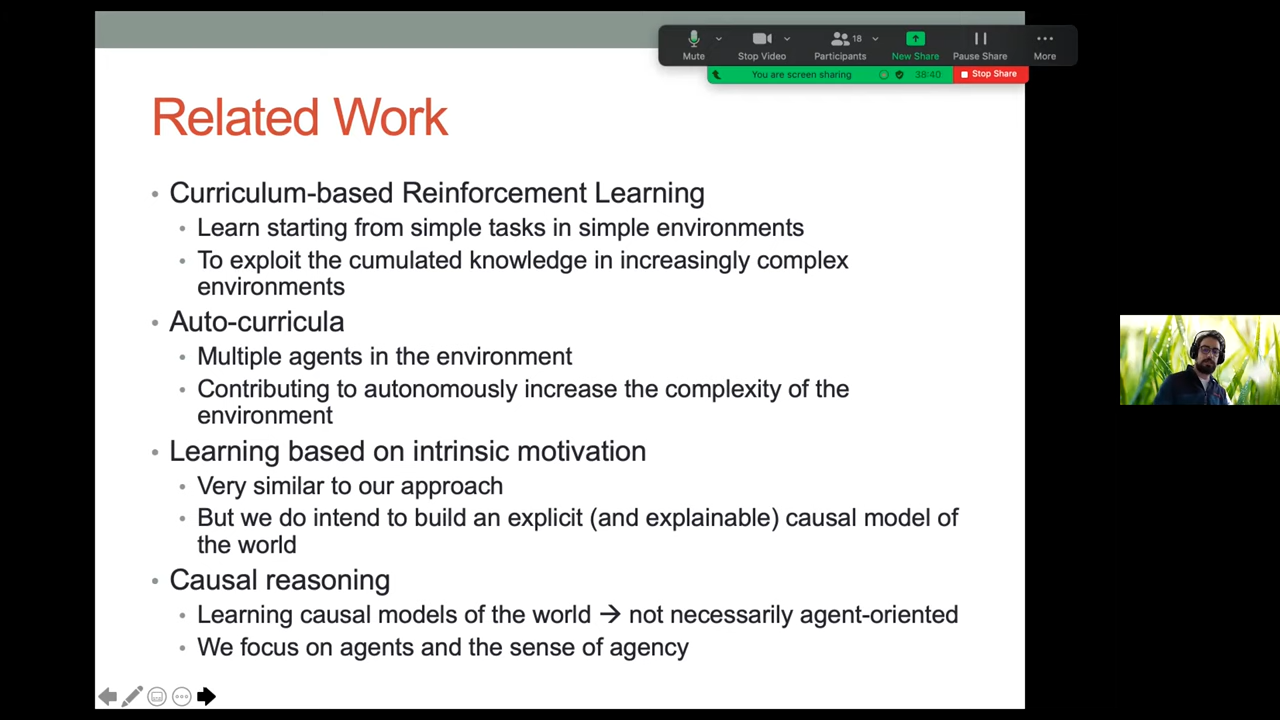 18
Mute
Stop Video
Participants
New Share
Pause Share
More
You are screen sharing
38:40
Stop Share
Related Work
• Curriculum-based Reinforcement Learning
• Learn starting from simple tasks in simple environments
• To exploit the cumulated knowledge in increasingly complex
environments
• Auto-curricula
• Multiple agents in the environment
• Contributing to autonomously increase the complexity of the
environment
• Learning based on intrinsic motivation
• Very similar to our approach
• But we do intend to build an explicit (and explainable) causal model of
the world
• Causal reasoning
• Learning causal models of the world → not necessarily agent-oriented
• We focus on agents and the sense of agency